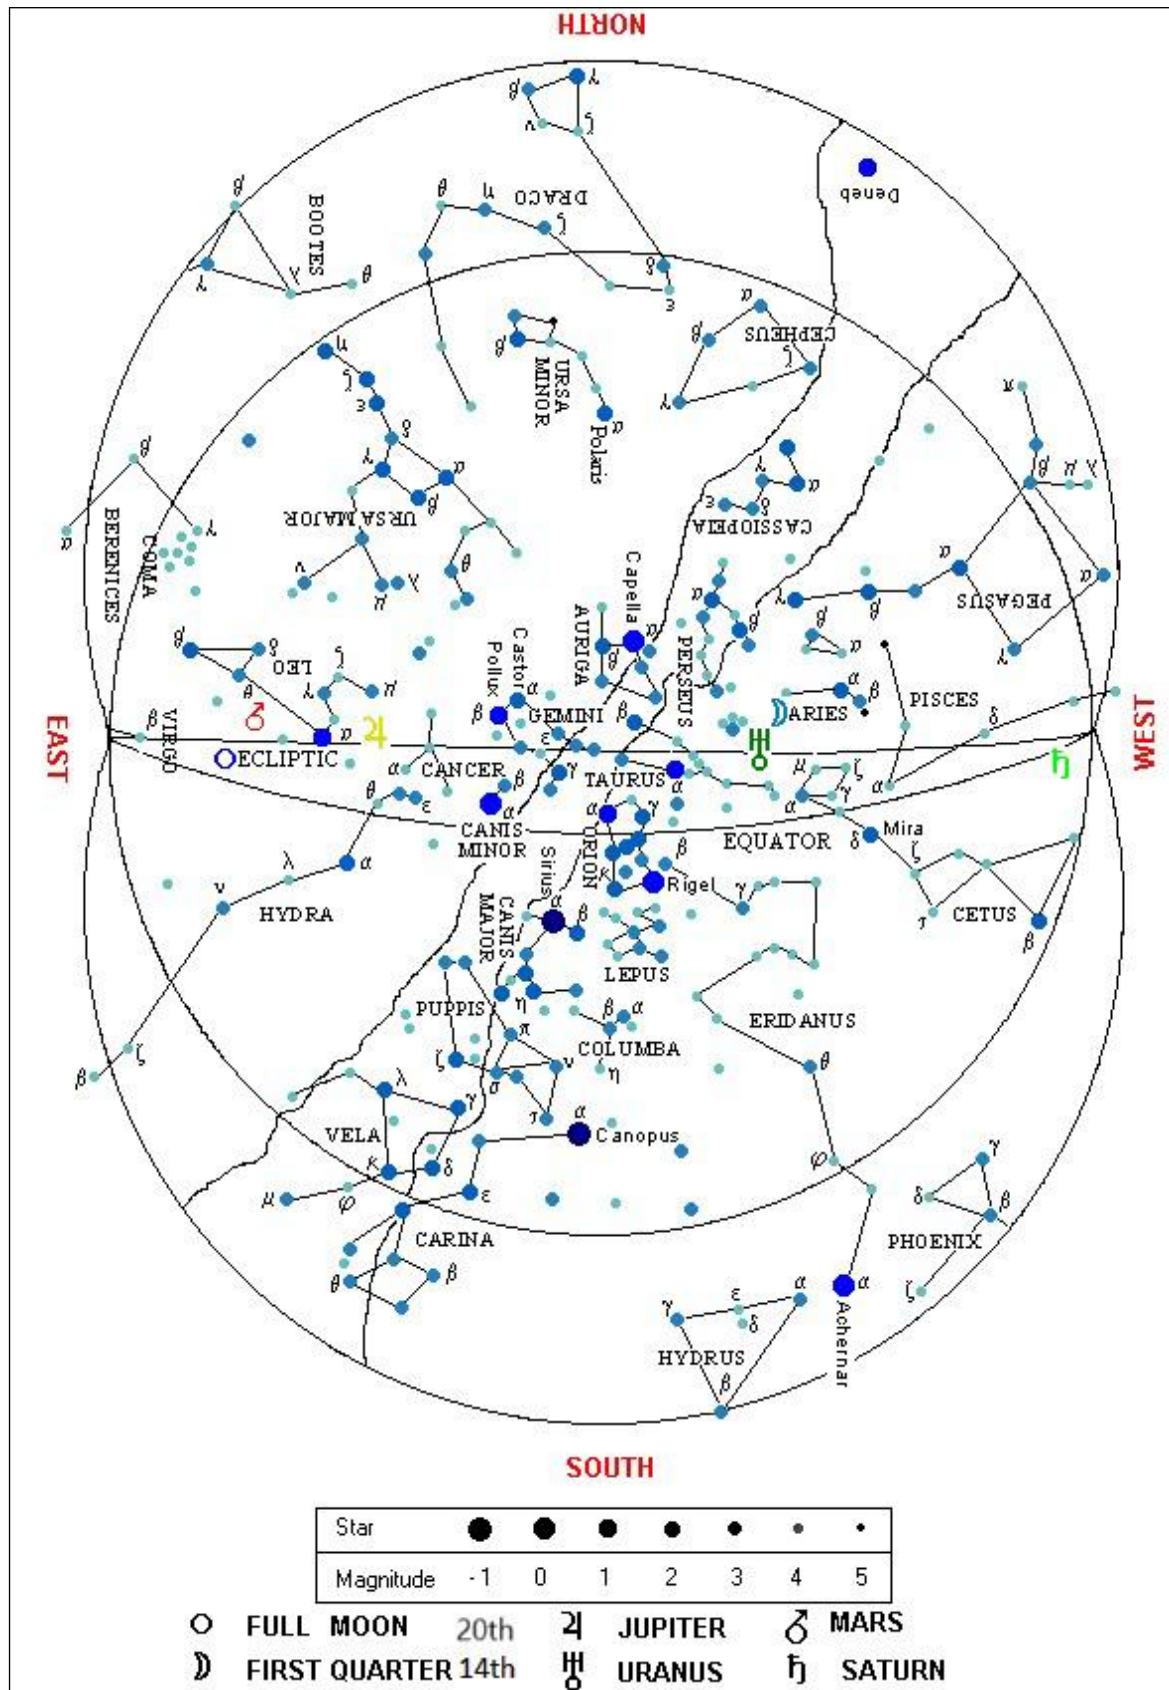 NORTH
γ
β
ν
ζ
Deneb
DRACO
θ
η
ζ
β
BOOTES
γ
λ
θ
δ
ε
α
β
CEPHEUS
ζ
γ
β
URSA
MINOR
α
Polaris
η
ζ
ε
δ
γ
α
β
URSA MAJOR
θ
ν
μ
λ
π
β
μ
λ
PEGASUS
α
α
γ
β
γ
γ
α
δ
ε
CASSIOPEIA
β
α
γ
COMA
BERENICES
Capella
α
β
AURIGA
α
β
PERSEUS
β
α
Castor
Pollux
α
β
GEMINI
ε
β
δ
LEO
θ
ζ
γ
μ
α
α
β
ARIES
PISCES
δ
α
EAST
β
VIRGO
ECLIPTIC
WEST
α
CANCER
β
γ
TAURUS
α
μ
ζ
α
γ
θ
ε
α
CANIS
MINOR
α
γ
ORION
κ
β
Rigel
EQUATOR
δ
Mira
ζ
τ
CETUS
β
λ
α
ν
HYDRA
ζ
β
Sirius
α
β
CANIS
MAJOR
η
LEPUS
γ
ERIDANUS
θ
φ
PUPPIS
π
ζ
σ
ν
τ
β
α
COLUMBA
η
λ
γ
VELA
κ
δ
μ
φ
α
Canopus
ε
CARINA
θ
β
γ
δ
β
PHOENIX
ζ
α
Achernar
γ
ε
α
δ
HYDRUS
β
SOUTH
Star
Magnitude -1 0 1 2 3 4 5
FULL MOON 20th JUPITER MARS
FIRST QUARTER 14th URANUS SATURN